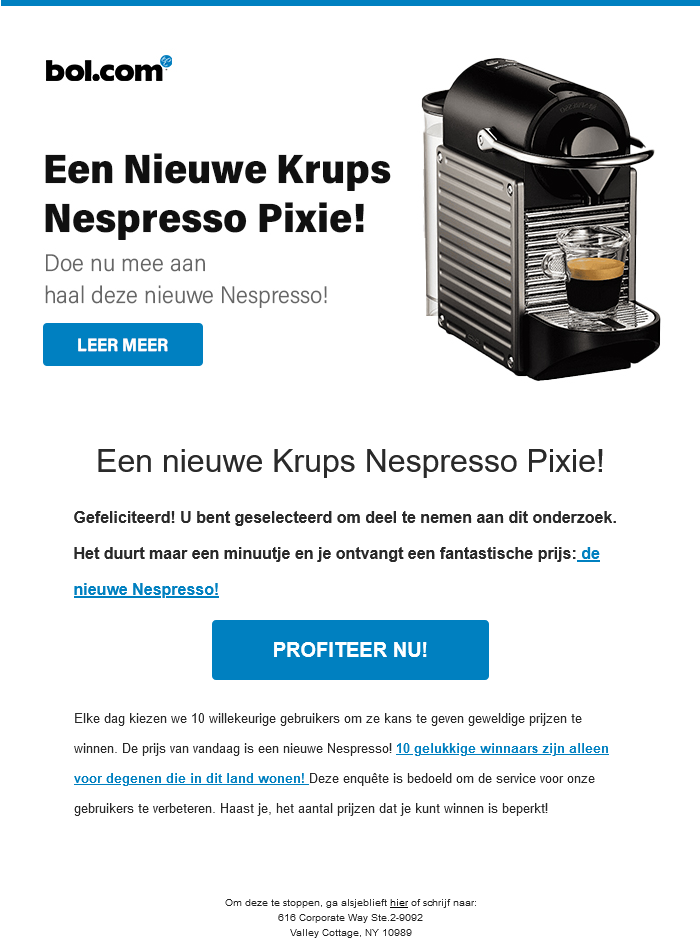 bol.com
Een Nieuwe Krups
Nespresso Pixie!
Doe nu mee aan
haal deze nieuwe Nespresso!
LEER MEER
Een nieuwe Krups Nespresso Pixie!
Gefeliciteerd! U bent geselecteerd om deel te nemen aan dit onderzoek.
Het duurt maar een minuutje en je ontvangt een fantastische prijs: de
nieuwe Nespresso!
PROFITEER NU!
Elke dag kiezen we 10 willekeurige gebruikers om ze kans te geven geweldige prijzen te
winnen. De prijs van vandaag is een nieuwe Nespresso! 10 gelukkige winnaars zijn alleen
voor degenen die in dit land wonen! Deze enquête is bedoeld om de service voor onze
gebruikers te verbeteren. Haast je, het aantal prijzen dat je kunt winnen is beperkt!
Om deze te stoppen, ga alsjeblieft hier of schrijf naar:
616 Corporate Way Ste.2-9092
Valley Cottage, NY 10989